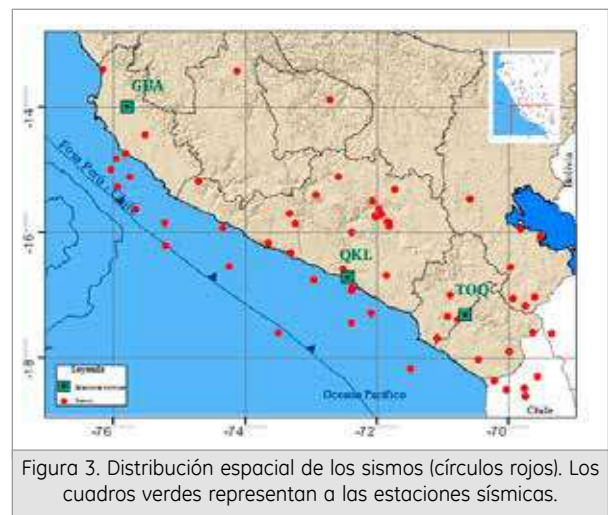 GUA
Fosa Perú - Chile
QKL
TOQ
Bolivia
Océano Pacífico
Chile
Leyenda
-14
-16
-18
-76
-74
-72
-70
Figura 3. Distribución espacial de los sismos (círculos rojos). Los
cuadros verdes representan a las estaciones sísmicas.